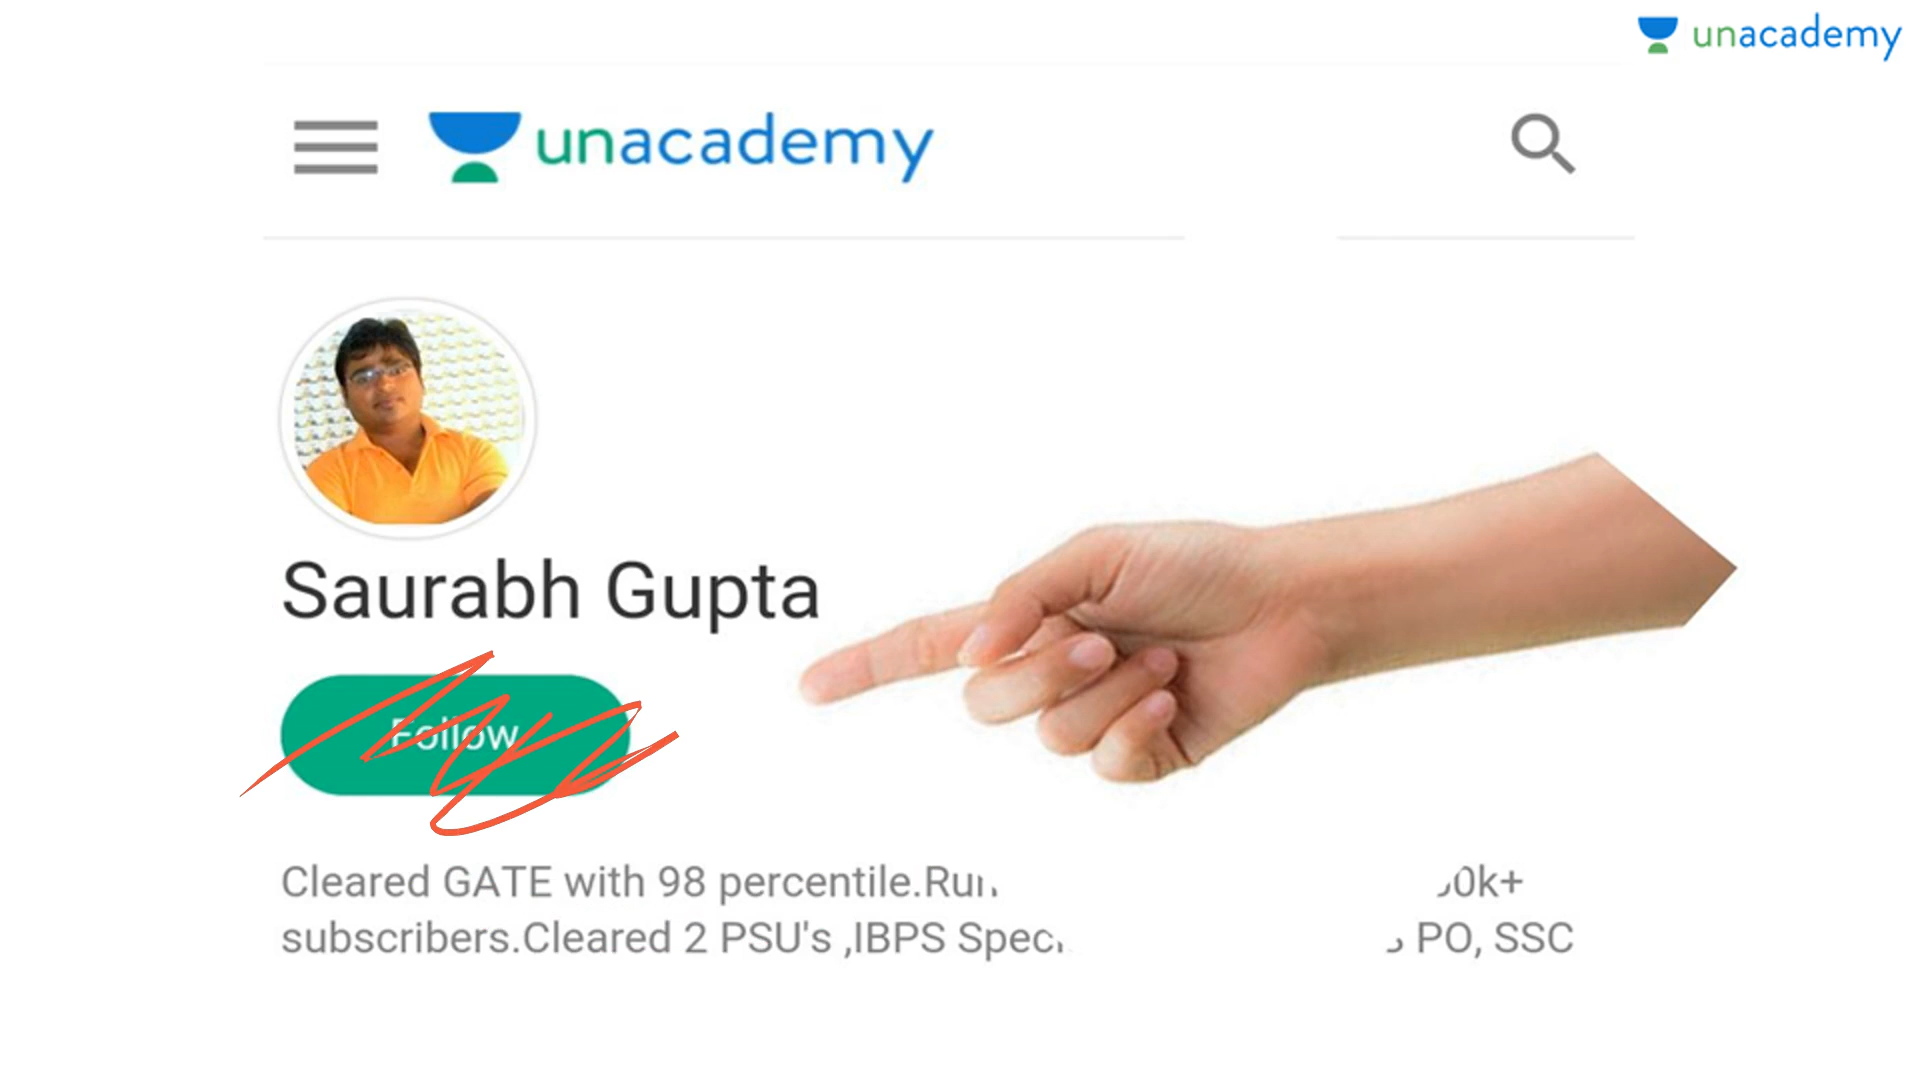 unacademy
unacademy
Saurabh Gupta
Follow
Cleared GATE with 98 percentile. k+
subscribers.Cleared 2 PSU's ,IBPS PO, SSC